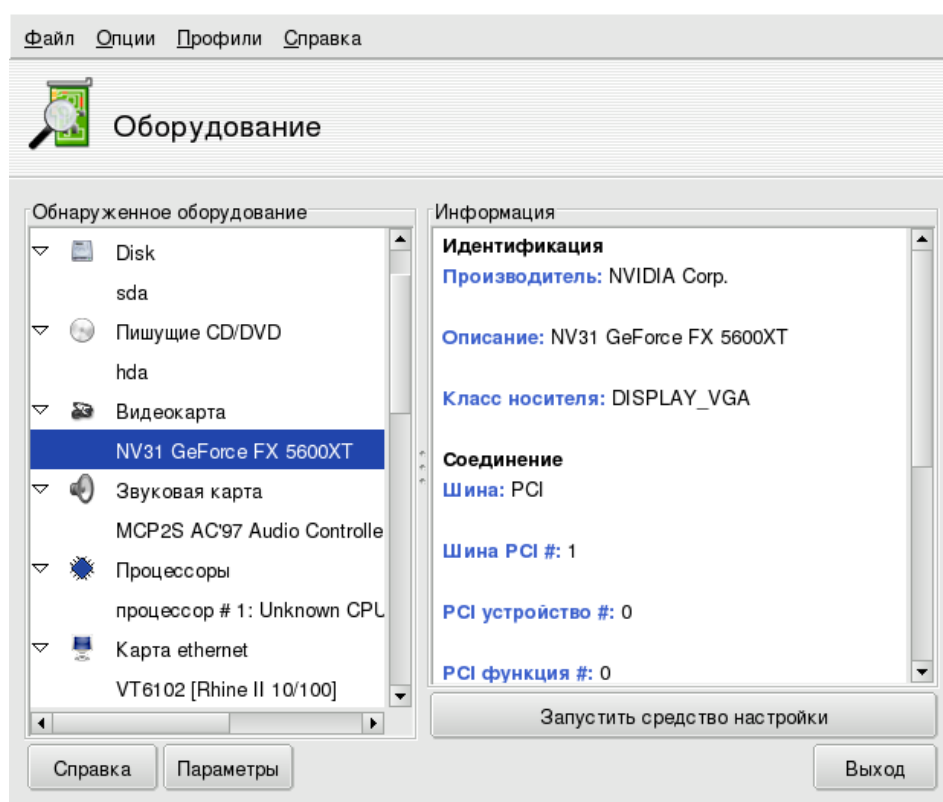 Файл Опции Профили Справка
Оборудование
Обнаруженное оборудование
Disk
sda
Пишущие CD/DVD
hda
Видеокарта
NV31 GeForce FX 5600XT
Звуковая карта
MCP2S AC'97 Audio Controlle
Процессоры
процессор # 1: Unknown CPU
Карта ethernet
VT6102 [Rhine II 10/100]
Информация
Идентификация
Производитель: NVIDIA Corp.
Описание: NV31 GeForce FX 5600XT
Класс носителя: DISPLAY_VGA
Соединение
Шина: PCI
Шина PCI #: 1
PCI устройство #: 0
PCI функция #: 0
Запустить средство настройки
Справка Параметры Выход